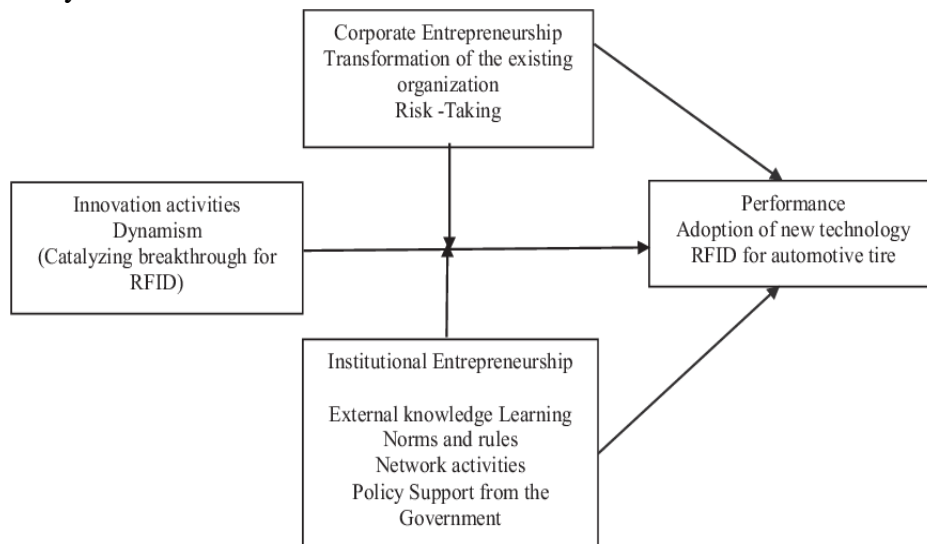 Corporate Entrepreneurship
Transformation of the existing
organization
Risk -Taking
Innovation activities
Dynamism
(Catalyzing breakthrough for
RFID)
Performance
Adoption of new technology
RFID for automotive tire
Institutional Entrepreneurship
External knowledge Learning
Norms and rules
Network activities
Policy Support from the
Government